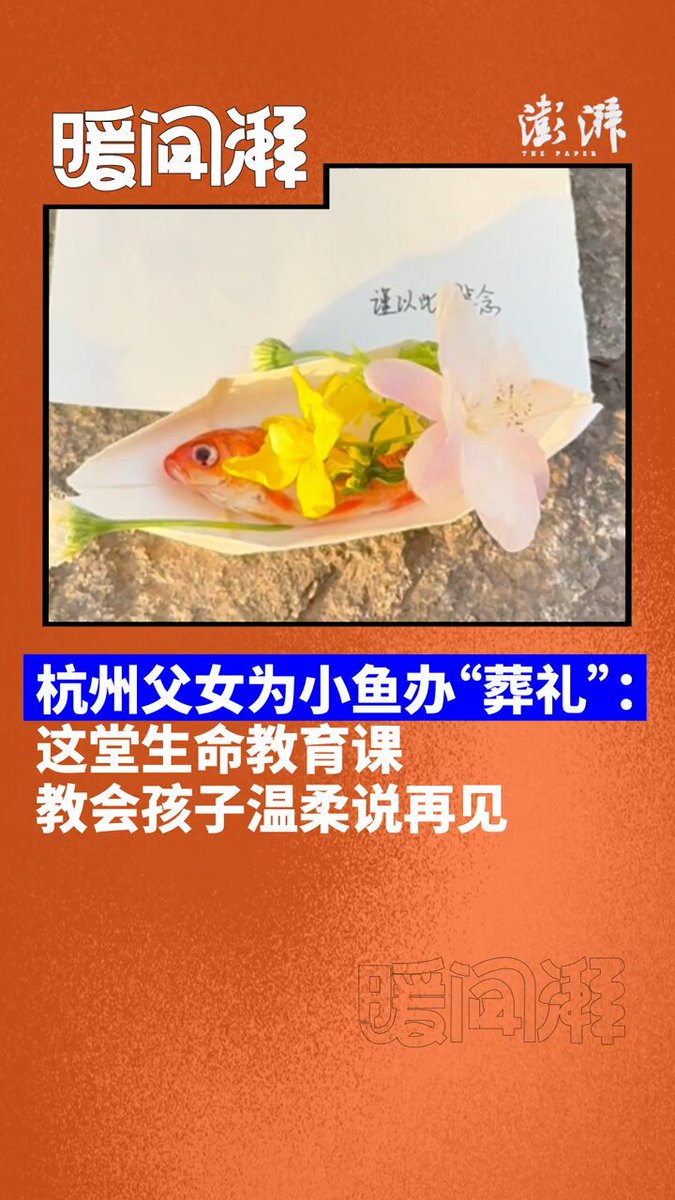 暖闻湃
澎湃
THE PAPER
谨以此 念
杭州父女为小鱼办“葬礼”：
这堂生命教育课
教会孩子温柔说再见
暖闻湃